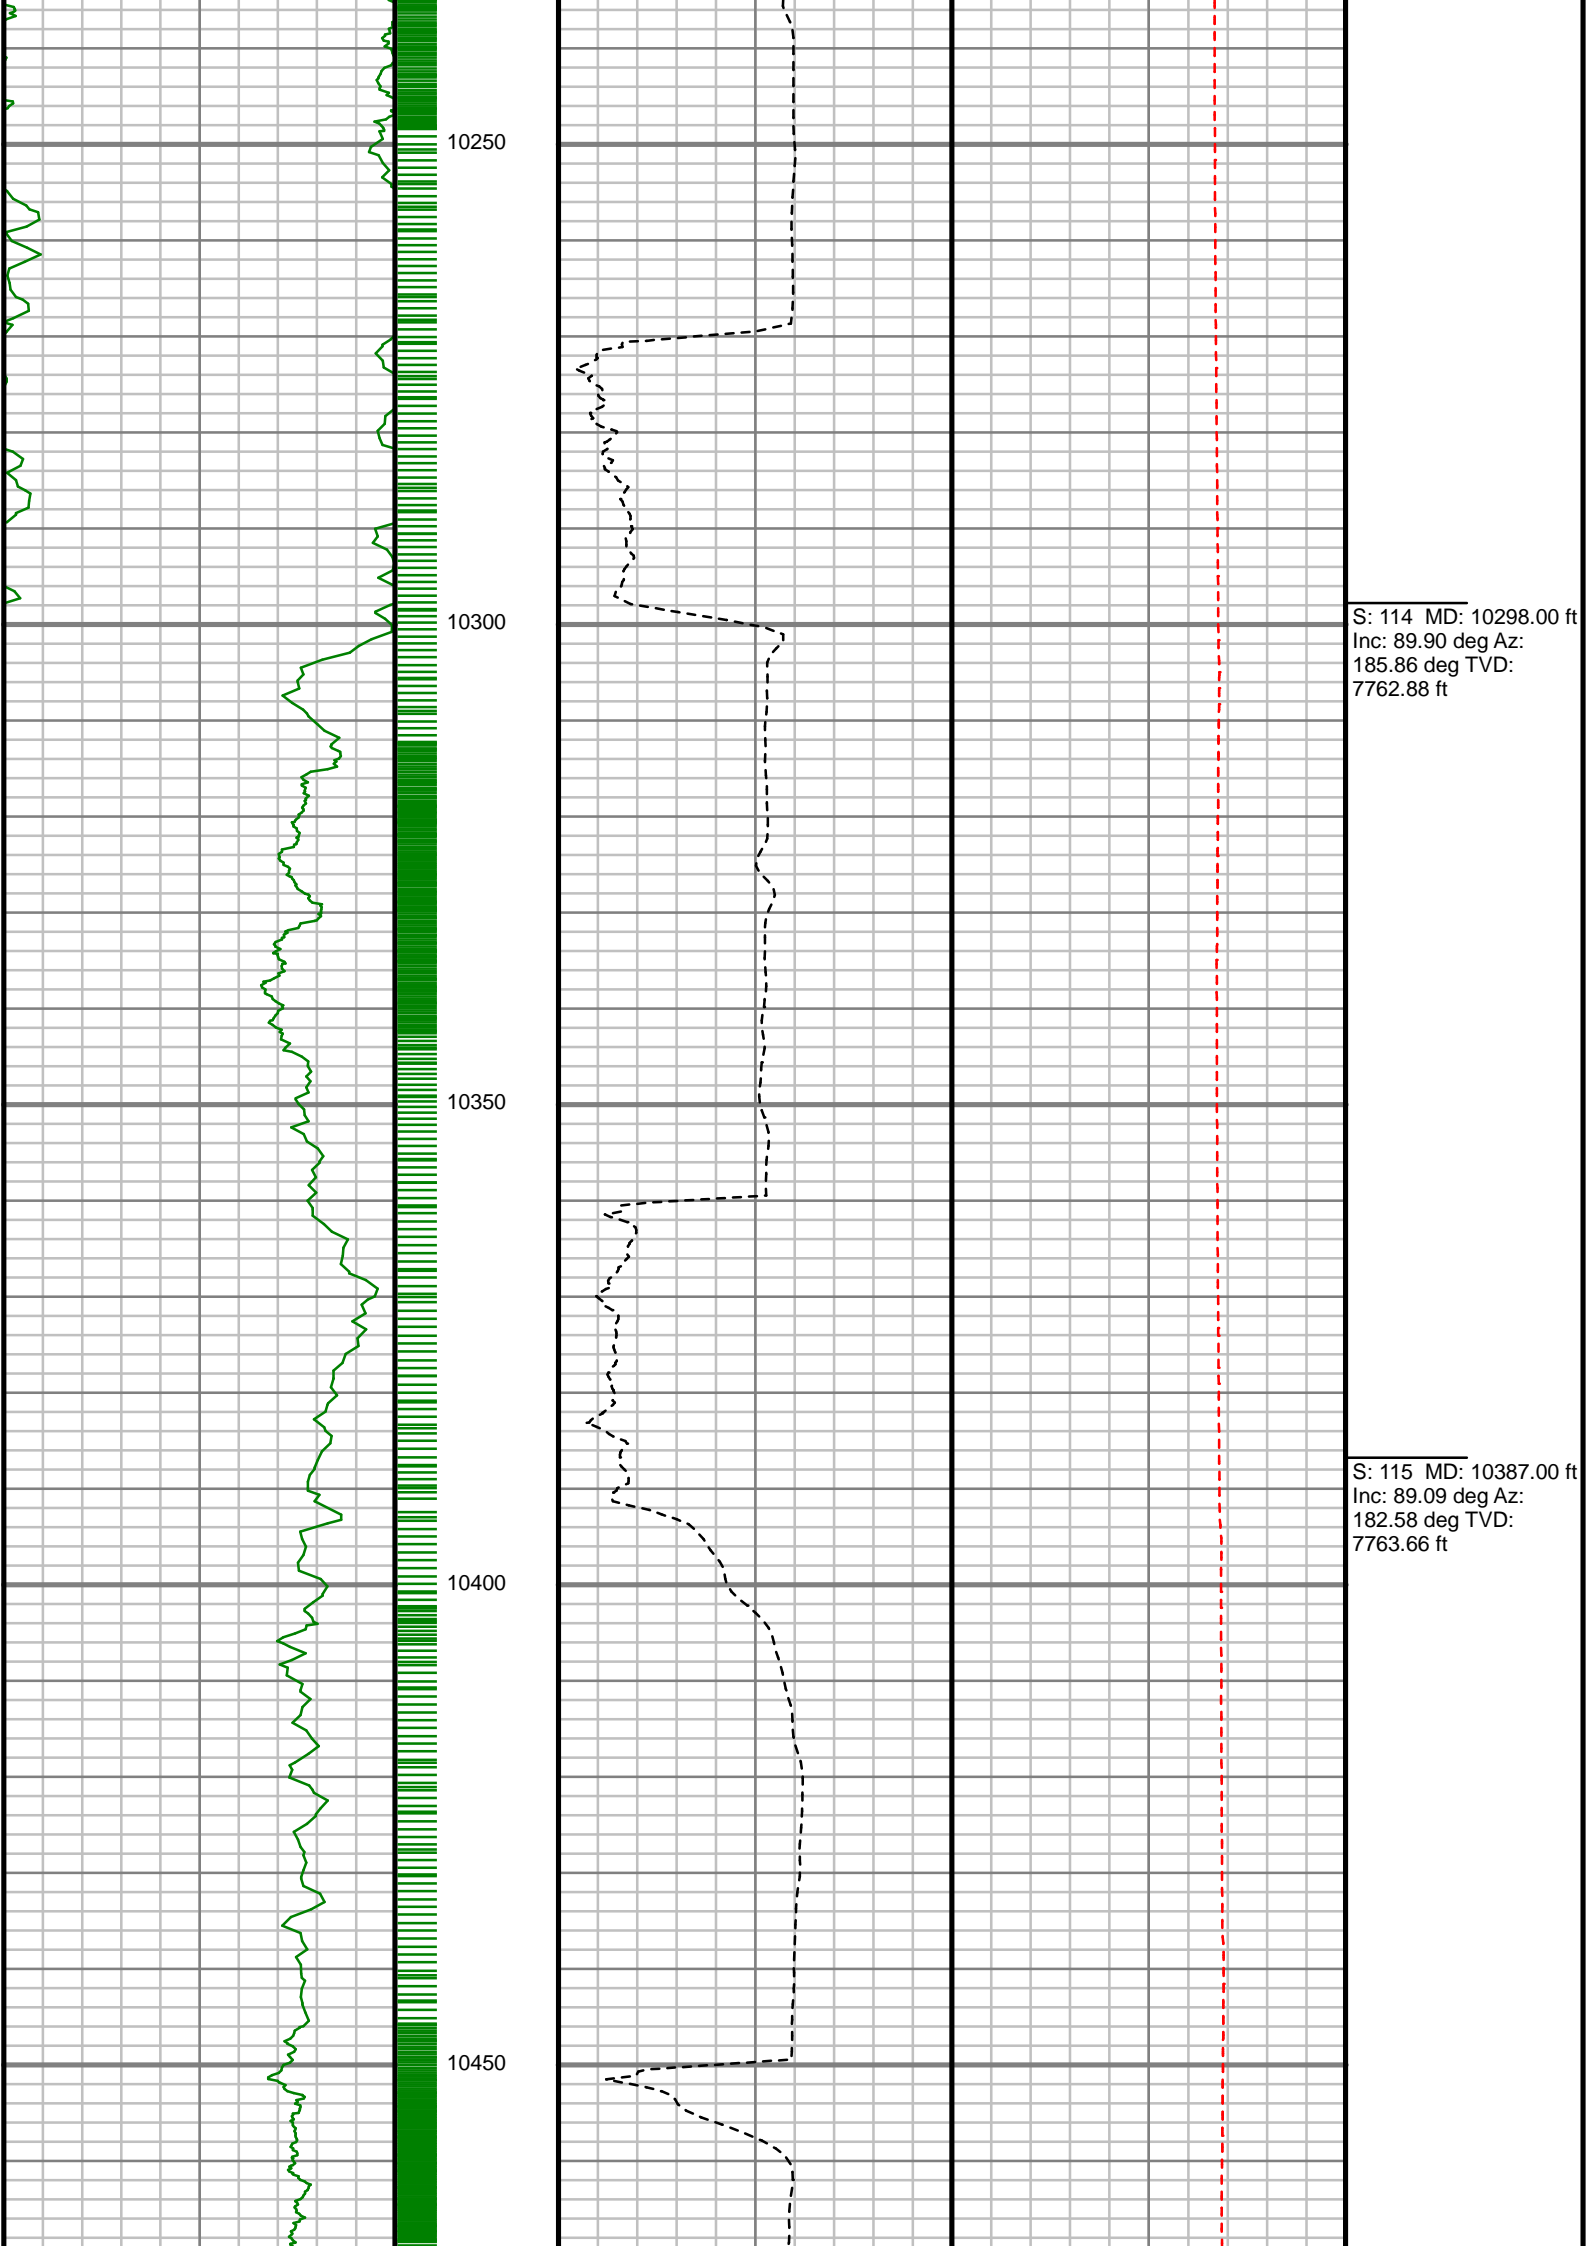 10250
10300
S: 114 MD: 10298.00 ft
Inc: 89.90 deg Az:
185.86 deg TVD:
7762.88 ft
10350
S: 115 MD: 10387.00 ft
Inc: 89.09 deg Az:
182.58 deg TVD:
7763.66 ft
10400
10450